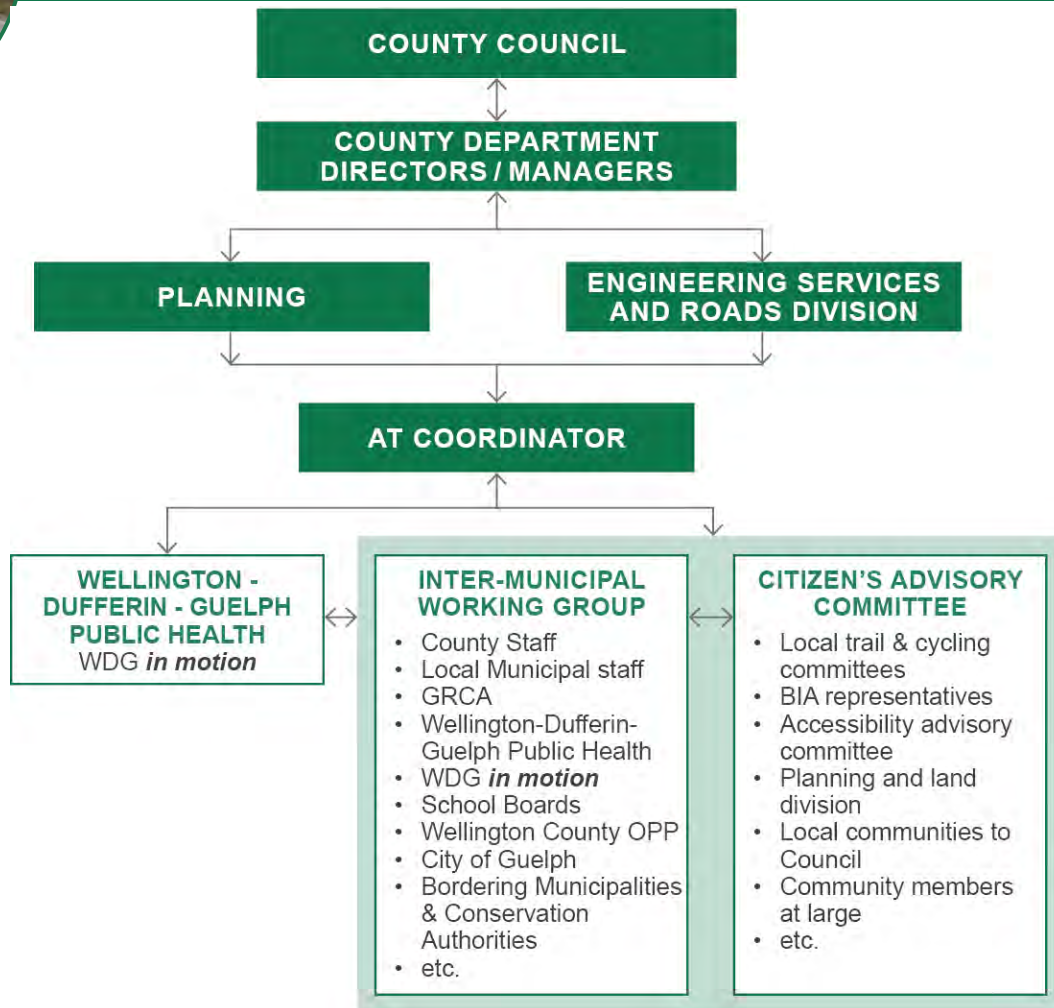 COUNTY COUNCIL
COUNTY DEPARTMENT
DIRECTORS / MANAGERS
PLANNING
ENGINEERING SERVICES
AND ROADS DIVISION
AT COORDINATOR
WELLINGTON -
DUFFERIN - GUELPH
PUBLIC HEALTH
WDG in motion
INTER-MUNICIPAL
WORKING GROUP
• County Staff
• Local Municipal staff
• GRCA
• Wellington-Dufferin-
Guelph Public Health
• WDG in motion
• School Boards
• Wellington County OPP
• City of Guelph
• Bordering Municipalities
& Conservation
Authorities
• etc.
CITIZEN'S ADVISORY
COMMITTEE
• Local trail & cycling
committees
• BIA representatives
• Accessibility advisory
committee
• Planning and land
division
• Local communities to
Council
• Community members
at large
• etc.